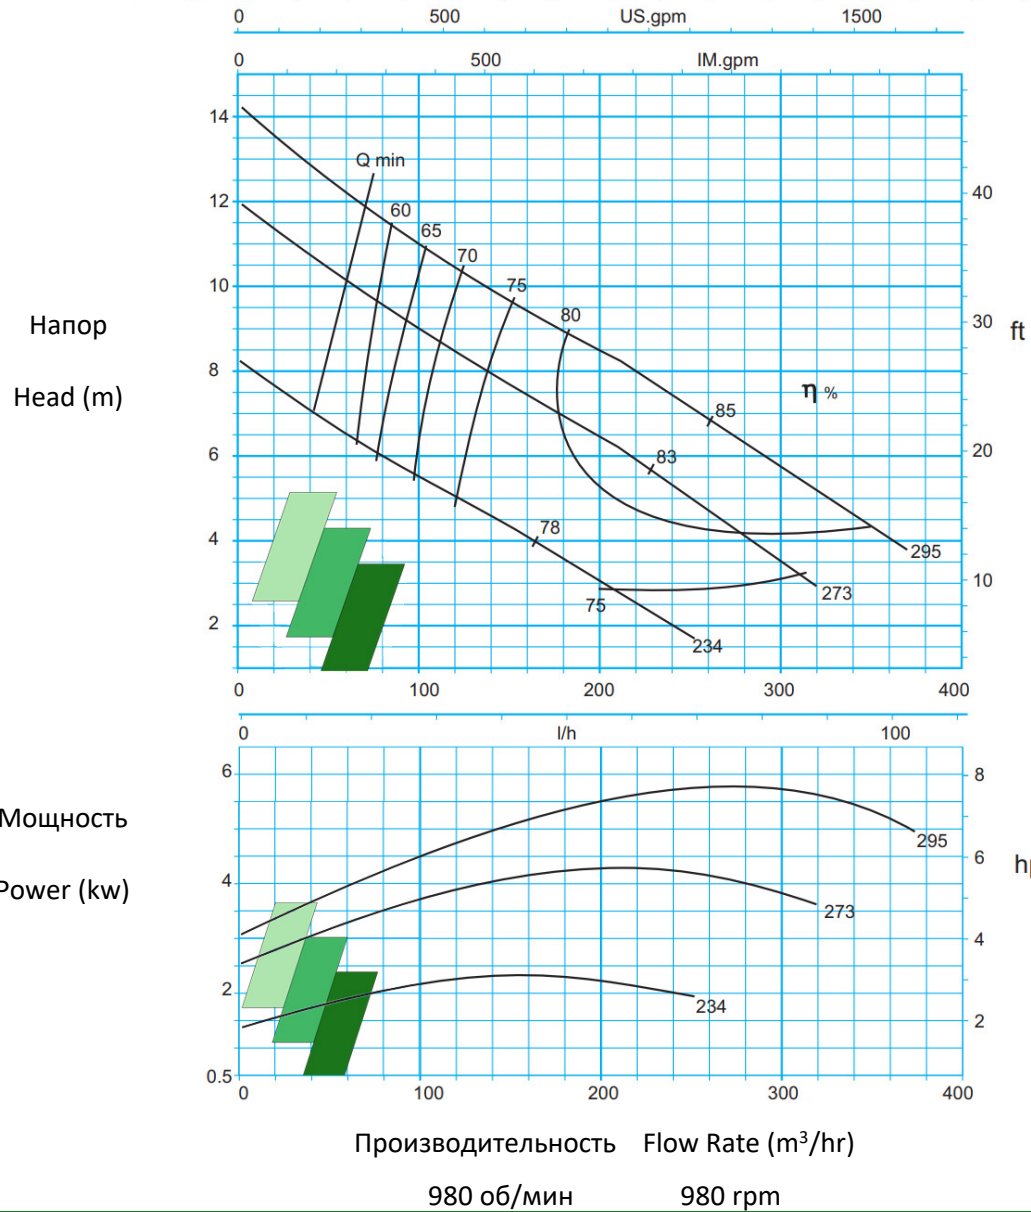 0 500 US.gpm 1500
0 500 IM.gpm
14
Q min
40
12
60
65
70
10
75
80
Напор
30 ft
8
Head (m)
η %
85
6
83
20
78
4
295
10
273
75
2
234
0 100 200 300 400
0 l/h 100
6
8
Мощность
295
6
Power (kw)
4
hp
273
4
2
234
2
0.5
0 100 200 300 400
Производительность Flow Rate (m³/hr)
980 об/мин 980 rpm